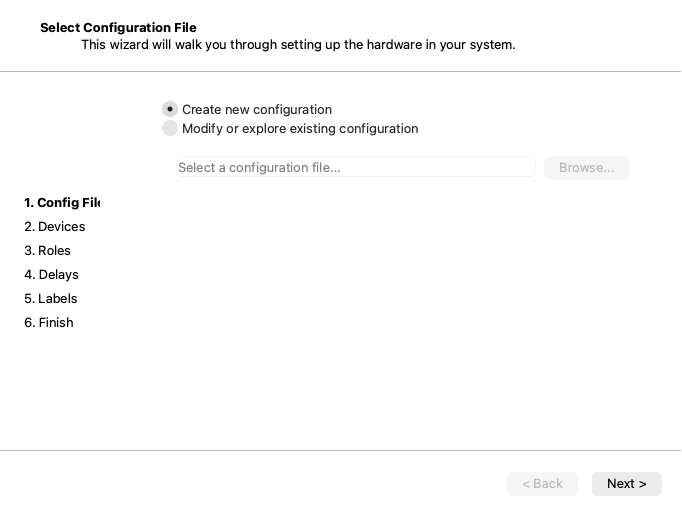 Select Configuration File
This wizard will walk you through setting up the hardware in your system.
Create new configuration
Modify or explore existing configuration
Select a configuration file...
Browse...
1. Config File
2. Devices
3. Roles
4. Delays
5. Labels
6. Finish
< Back
Next >